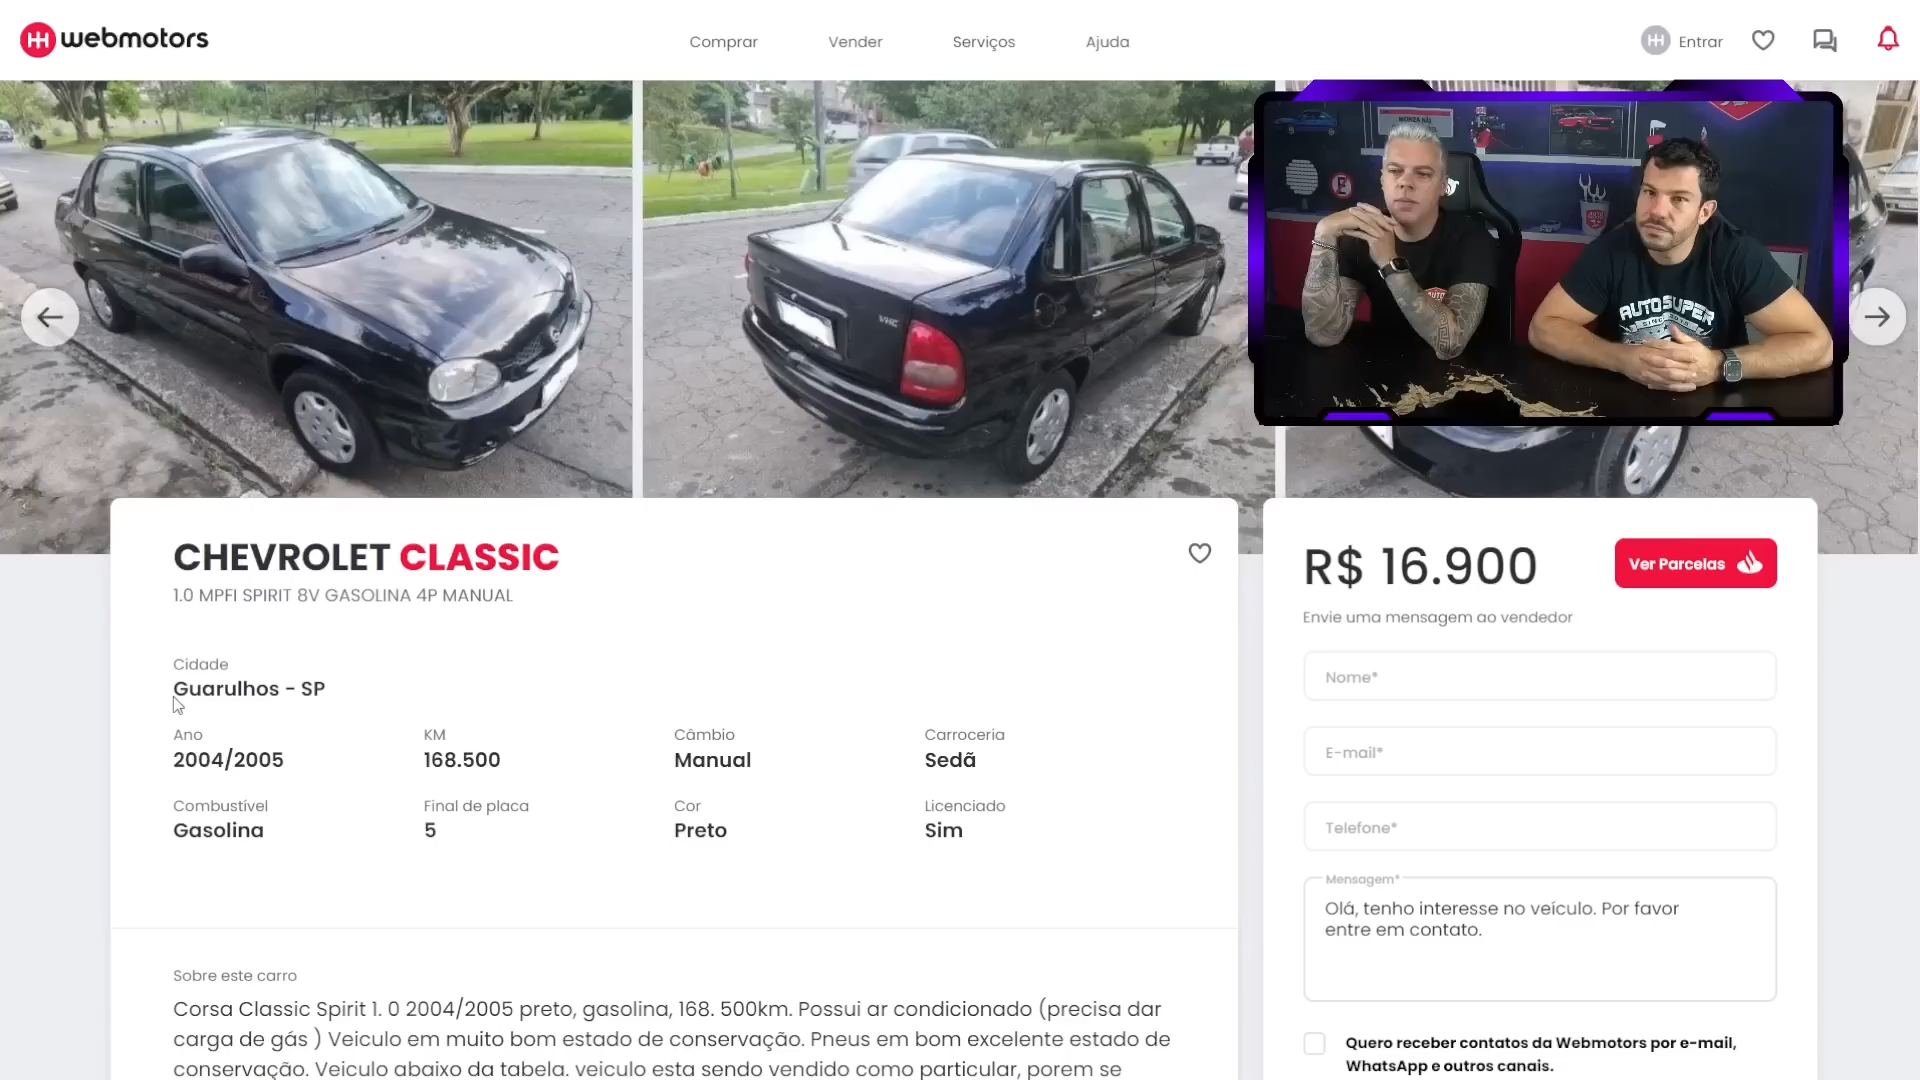 webmotors
Comprar
Vender
Serviços
Ajuda
Entrar
VHC
AUTOSUPER
CHEVROLET CLASSIC
1.0 MPFI SPIRIT 8V GASOLINA 4P MANUAL
Cidade
Guarulhos - SP
Ano
2004/2005
KM
168.500
Câmbio
Manual
Carroceria
Sedã
Combustível
Gasolina
Final de placa
5
Cor
Preto
Licenciado
Sim
Sobre este carro
Corsa Classic Spirit 1. 0 2004/2005 preto, gasolina, 168. 500km. Possui ar condicionado (precisa dar
carga de gás ) Veiculo em muito bom estado de conservação. Pneus em bom excelente estado de
conservação. Veiculo abaixo da tabela. veiculo esta sendo vendido como particular, porem se
R$ 16.900
Ver Parcelas
Envie uma mensagem ao vendedor
Nome*
E-mail*
Telefone*
Mensagem*
Olá, tenho interesse no veículo. Por favor
entre em contato.
Quero receber contatos da Webmotors por e-mail,
WhatsApp e outros canais.